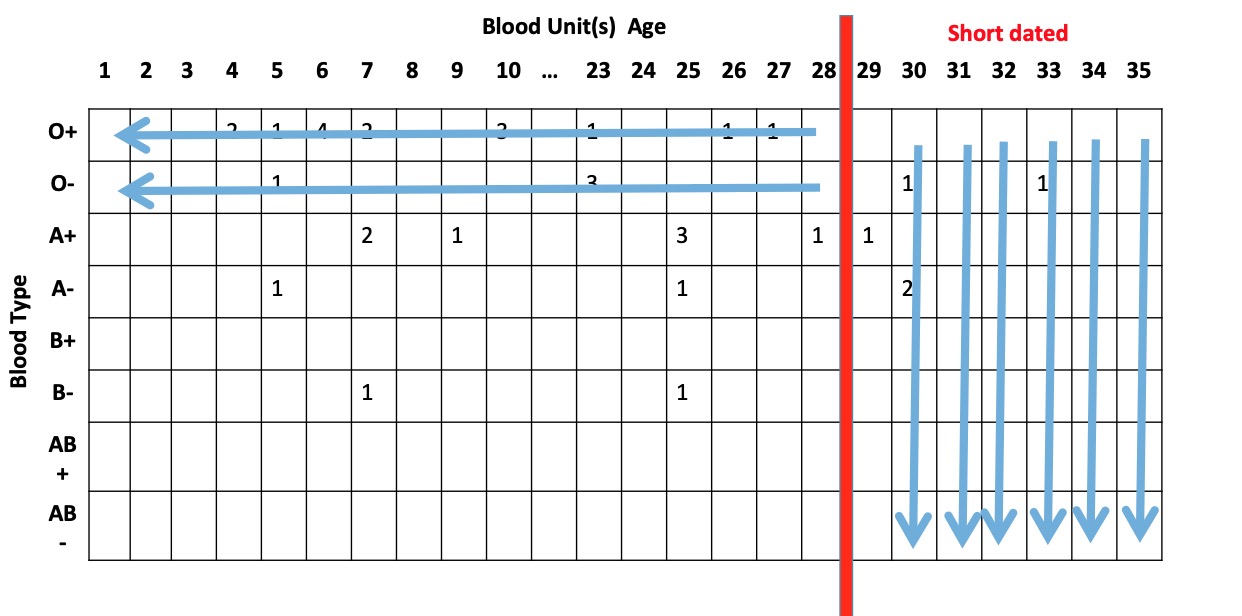 Blood Unit(s) Age
Short dated
1 2 3 4 5 6 7 8 9 10 ... 23 24 25 26 27 28 29 30 31 32 33 34 35
Blood Type
O+ 2 1 4 2 3 1 1 1
O- 1 3 1 1
A+ 2 1 3 1 1
A- 1 1 2
B+
B- 1 1
AB
+
AB
-